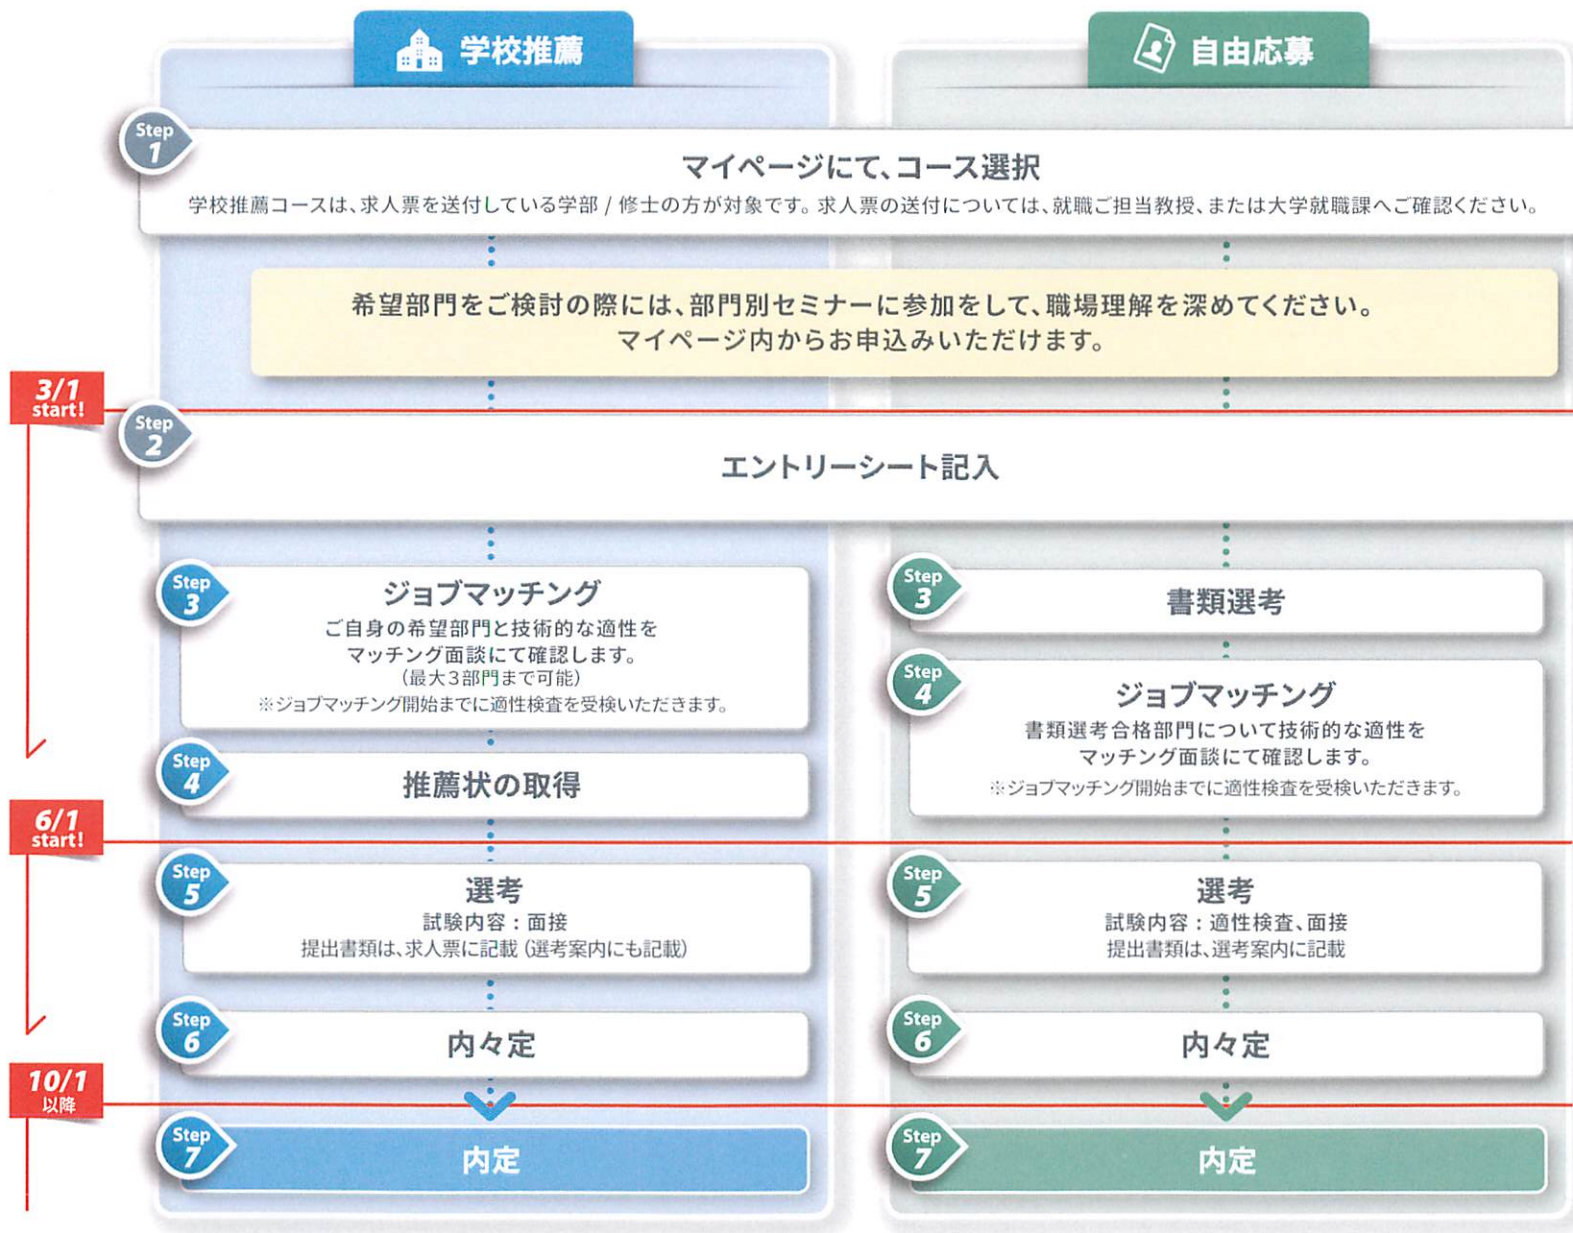 学校推薦
自由応募
Step
1
マイページにて、コース選択
学校推薦コースは、求人票を送付している学部 / 修士の方が対象です。求人票の送付については、就職ご担当教授、または大学就職課へご確認ください。
希望部門をご検討の際には、部門別セミナーに参加をして、職場理解を深めてください。
マイページ内からお申込みいただけます。
3/1
start!
Step
2
エントリーシート記入
Step
3
ジョブマッチング
ご自身の希望部門と技術的な適性を
マッチング面談にて確認します。
(最大3部門まで可能)
※ジョブマッチング開始までに適性検査を受検いただきます。
Step
4
推薦状の取得
Step
3
書類選考
Step
4
ジョブマッチング
書類選考合格部門について技術的な適性を
マッチング面談にて確認します。
※ジョブマッチング開始までに適性検査を受検いただきます。
6/1
start!
Step
5
選考
試験内容：面接
提出書類は、求人票に記載（選考案内にも記載）
Step
5
選考
試験内容：適性検査、面接
提出書類は、選考案内に記載
Step
6
内々定
Step
6
内々定
10/1
以降
Step
7
内定
Step
7
内定